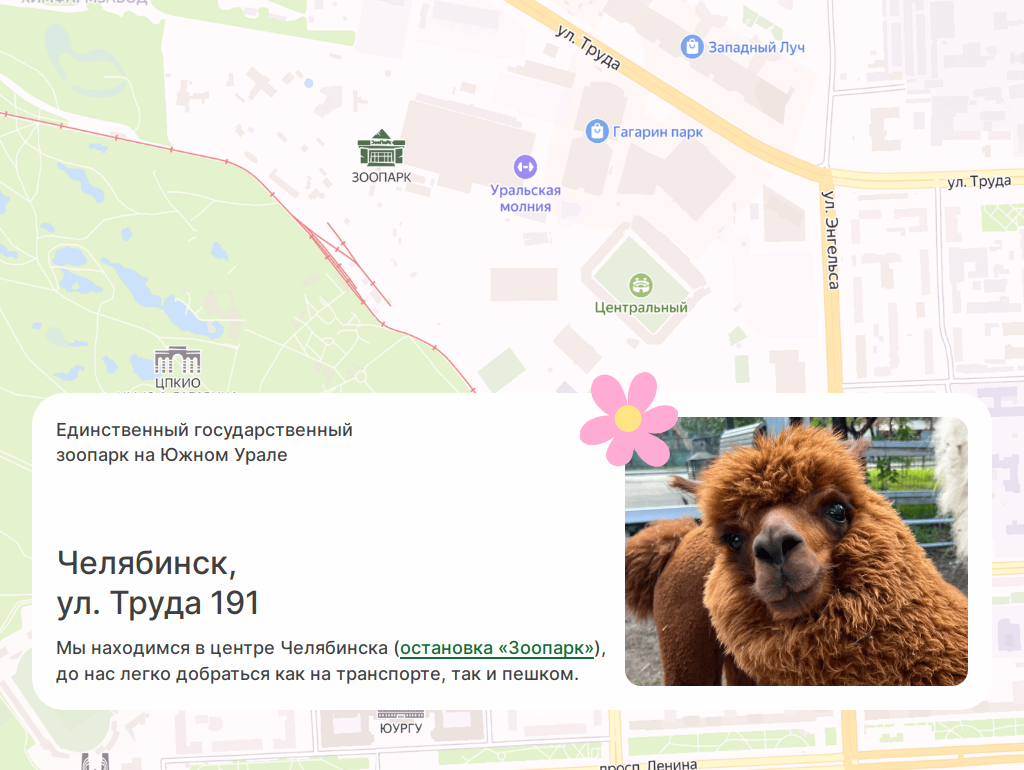 ХИМФАРМЗАВОД
ул. Труда
Западный Луч
Гагарин парк
ЗООПАРК
Уральская
молния
ул. Труда
ул. Энгельса
Центральный
ЦПКИО
Единственный государственный
зоопарк на Южном Урале
Челябинск,
ул. Труда 191
Мы находимся в центре Челябинска (остановка «Зоопарк»),
до нас легко добраться как на транспорте, так и пешком.
ЮУРГУ
просп. Ленина